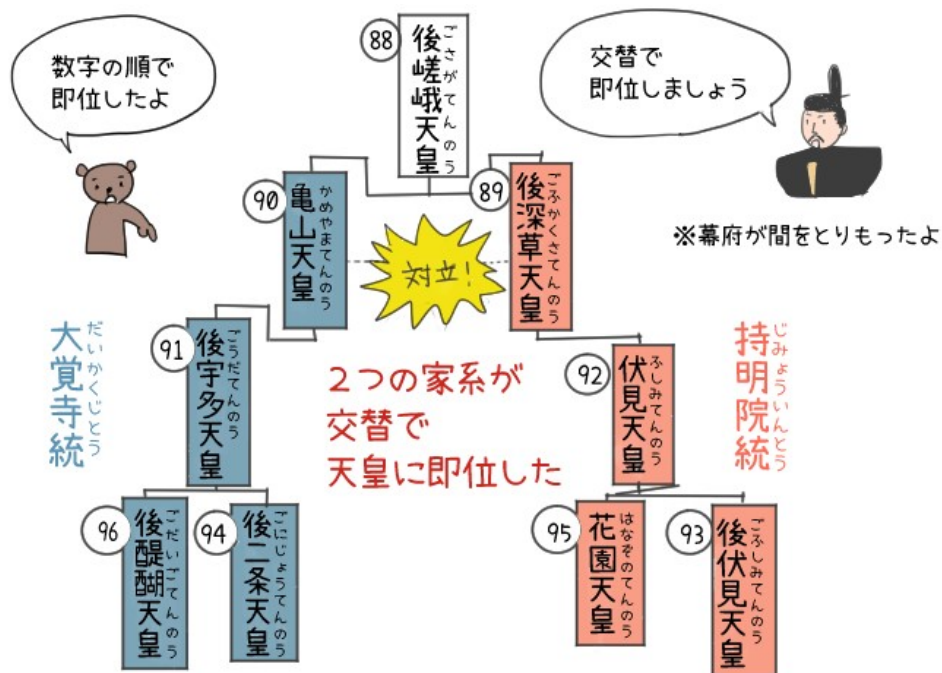 数字の順で
即位したよ
88
後嵯峨天皇
ごさがてんのう
交替で
即位しましょう
※幕府が間をとりもったよ
90
亀山天皇
かめやまてんのう
対立!
89
後深草天皇
ごふかくさてんのう
大覚寺統
だいかくじとう
91
後宇多天皇
ごうだてんのう
2つの家系が
交替で
天皇に即位した
92
伏見天皇
ふしみてんのう
持明院統
じみょういんとう
96
後醍醐天皇
ごだいごてんのう
94
後二条天皇
ごにじょうてんのう
95
花園天皇
はなぞのてんのう
93
後伏見天皇
ごふしみてんのう